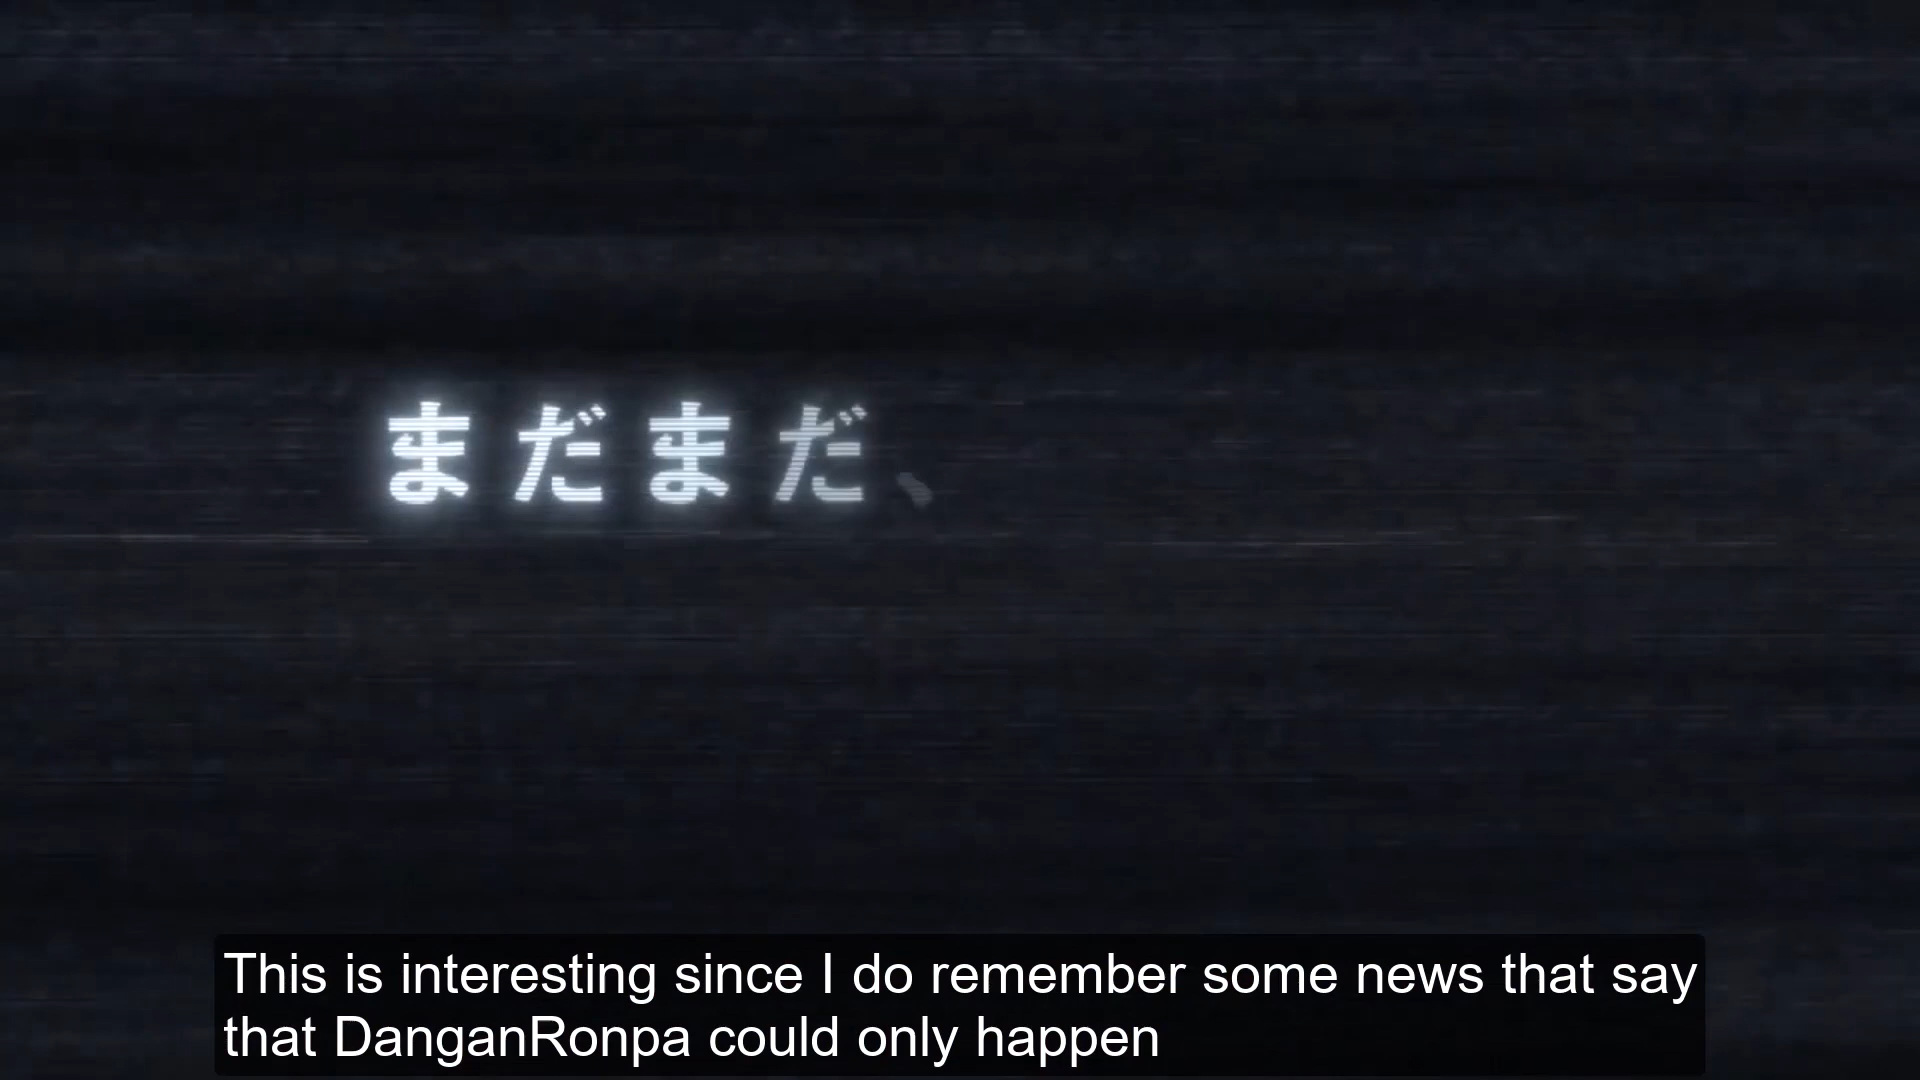 まだまだ、
This is interesting since I do remember some news that say
that DanganRonpa could only happen